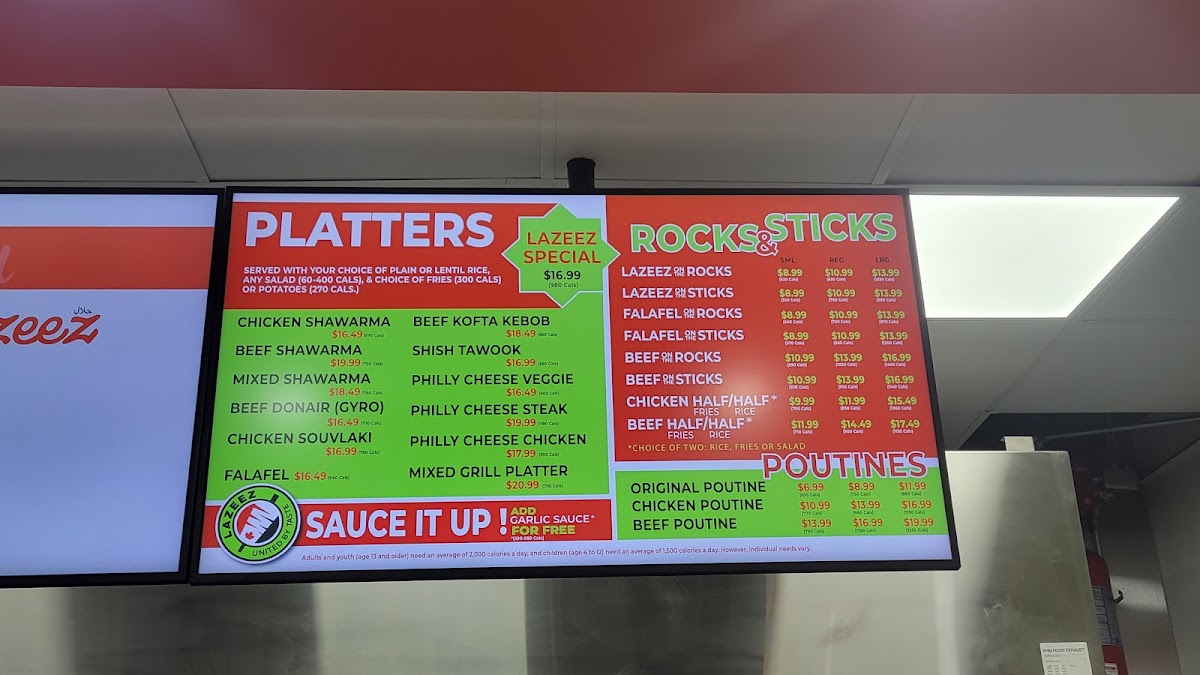 zeez
حلال
PLATTERS
SERVED WITH YOUR CHOICE OF PLAIN OR LENTIL RICE,
ANY SALAD (60-400 CALS), & CHOICE OF FRIES (300 CALS)
OR POTATOES (270 CALS.)
LAZEEZ
SPECIAL
$16.99
(980 Cals)
CHICKEN SHAWARMA
$16.49
BEEF SHAWARMA
$19.99
MIXED SHAWARMA
$18.49
BEEF DONAIR (GYRO)
$16.49
CHICKEN SOUVLAKI
$16.99
FALAFEL $16.49
BEEF KOFTA KEBOB
$18.49
SHISH TAWOOK
$16.99
PHILLY CHEESE VEGGIE
$16.49
PHILLY CHEESE STEAK
$19.99
PHILLY CHEESE CHICKEN
$17.99
MIXED GRILL PLATTER
$20.99
LAZEEZ
UNITED BY TASTE
SAUCE IT UP ! ADD
GARLIC SAUCE*
FOR FREE
ROCKS & STICKS
SML REG LRG
LAZEEZ ON THE ROCKS $8.99 $10.99 $13.99
LAZEEZ ON THE STICKS $8.99 $10.99 $13.99
FALAFEL ON THE ROCKS $8.99 $10.99 $13.99
FALAFEL ON THE STICKS $8.99 $10.99 $13.99
BEEF ON THE ROCKS $10.99 $13.99 $16.99
BEEF ON THE STICKS $10.99 $13.99 $16.99
CHICKEN HALF/HALF* $9.99 $11.99 $15.49
FRIES RICE
BEEF HALF/HALF* $11.99 $14.49 $17.49
FRIES RICE
*CHOICE OF TWO: RICE, FRIES OR SALAD
POUTINES
ORIGINAL POUTINE $6.99 $8.99 $11.99
CHICKEN POUTINE $10.99 $13.99 $16.99
BEEF POUTINE $13.99 $16.99 $19.99
Adults and youth (age 13 and older) need an average of 2,000 calories a day, and children (age 4 to 12) need an average of 1,500 calories a day. However, individual needs vary.